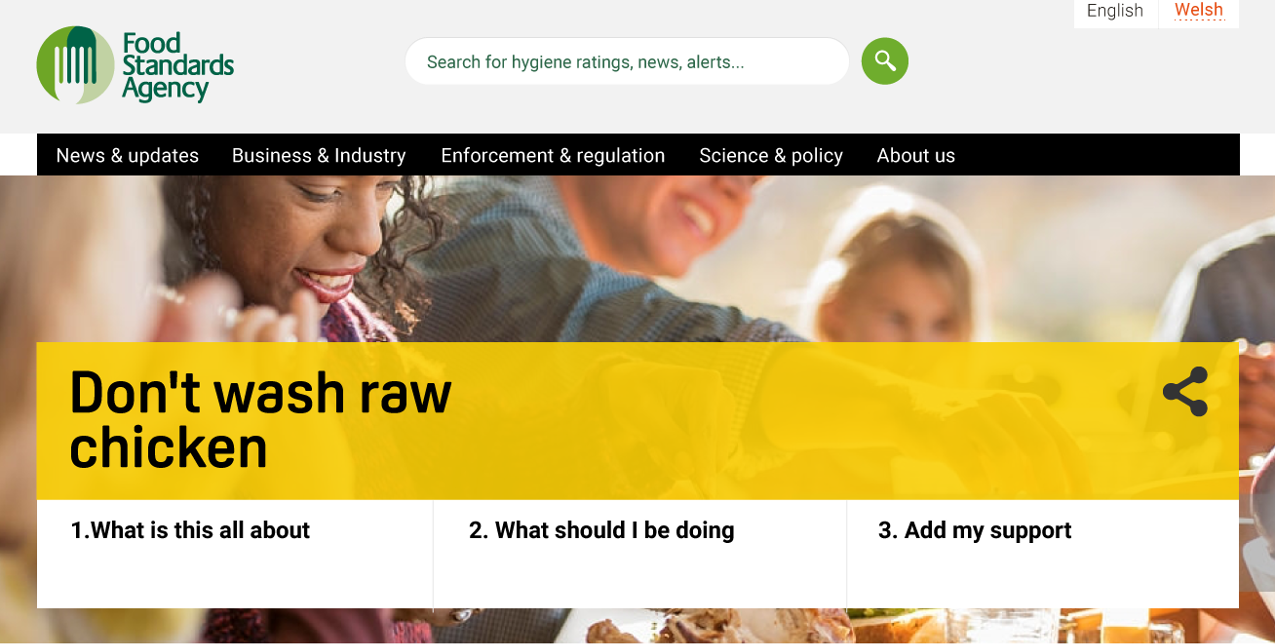 English
Welsh
Food
Standards
Agency
Search for hygiene ratings, news, alerts...
News & updates
Business & Industry
Enforcement & regulation
Science & policy
About us
Don't wash raw
chicken
1.What is this all about
2. What should I be doing
3. Add my support